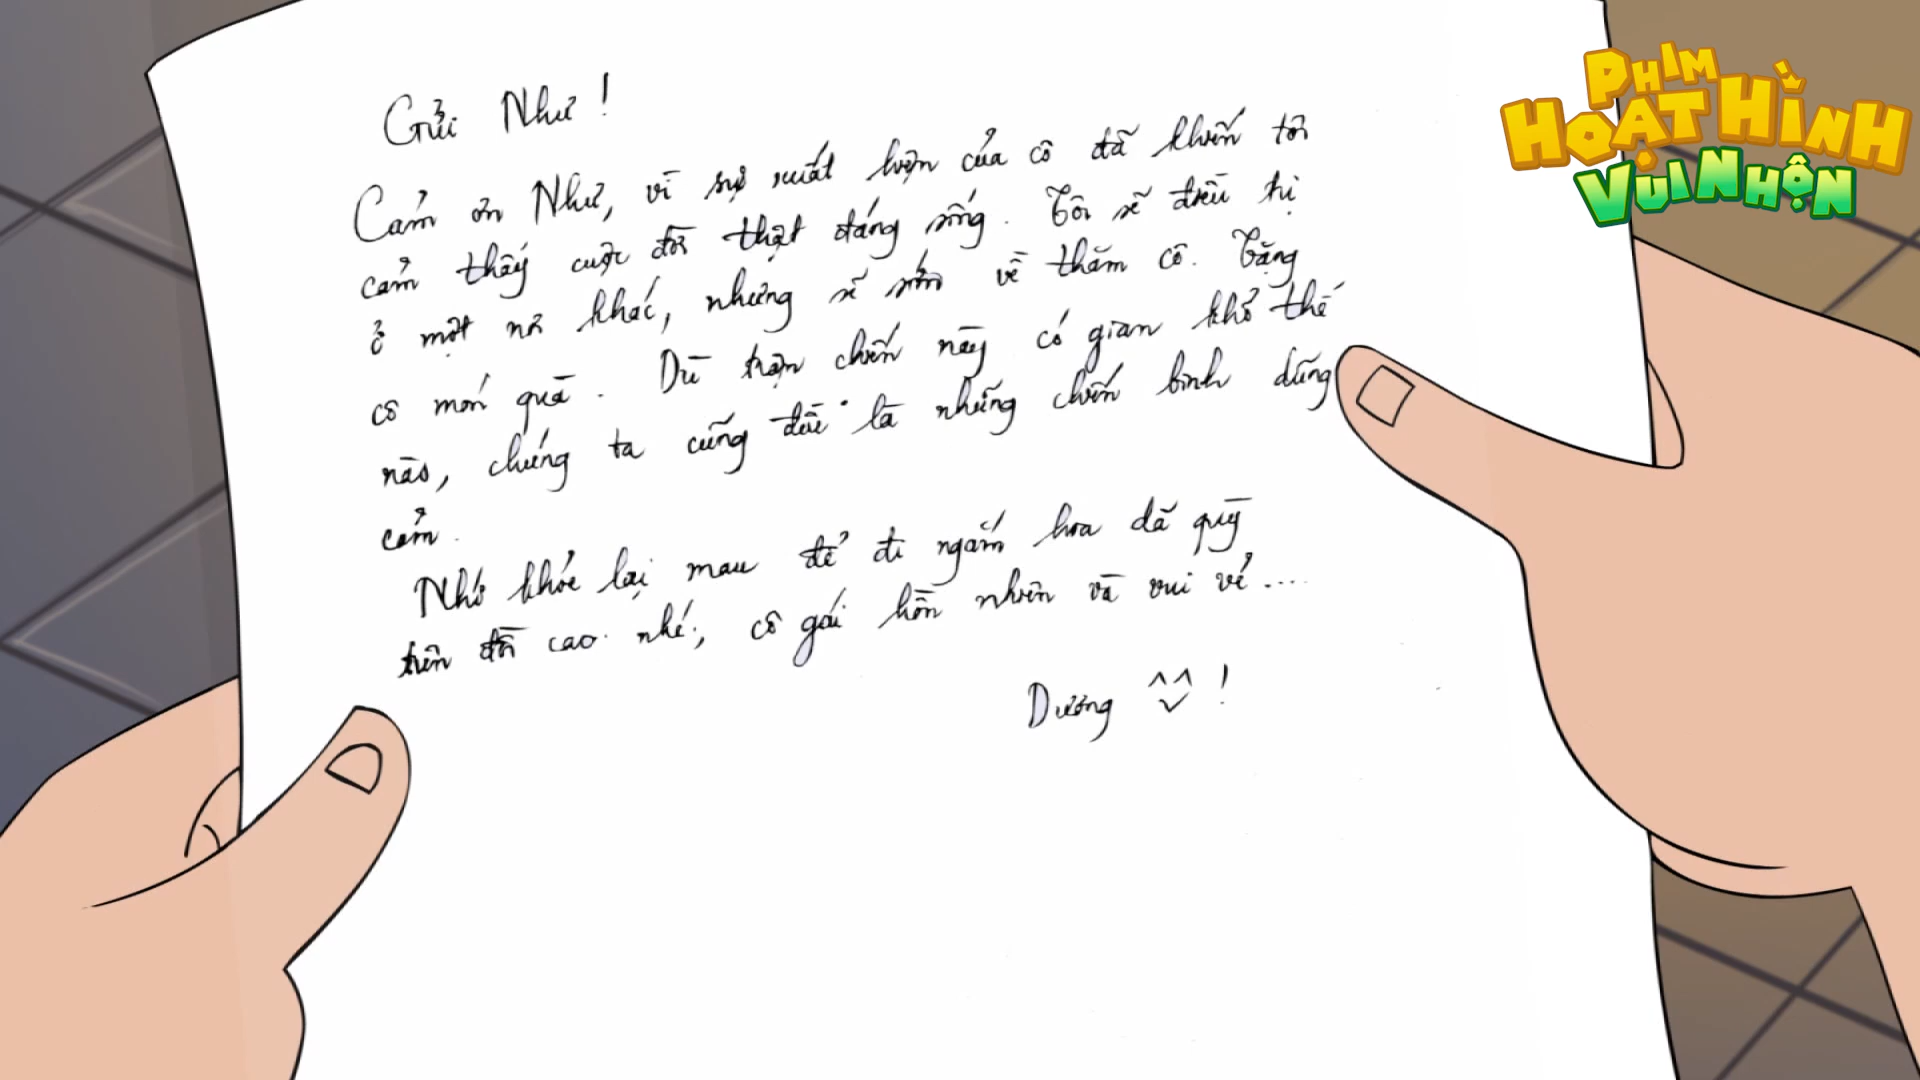 PHIM
HOẠT HÌNH
VUI NHỘN
Gửi Như !
Cảm ơn Như, vì sự xuất hiện của cô đã khiến tôi
cảm thấy cuộc đời thật đáng sống. Tôi sẽ điều trị
ở một nơi khác, nhưng sẽ sớm về thăm cô. Tặng
cô món quà. Dù trận chiến này có gian khổ thế
nào, chúng ta cũng đều là những chiến binh dũng
cảm.
Nhớ khỏe lại mau để đi ngắm hoa dã quỳ
trên đồi cao nhé, cô gái hồn nhiên và vui vẻ....
Dương ^^ !